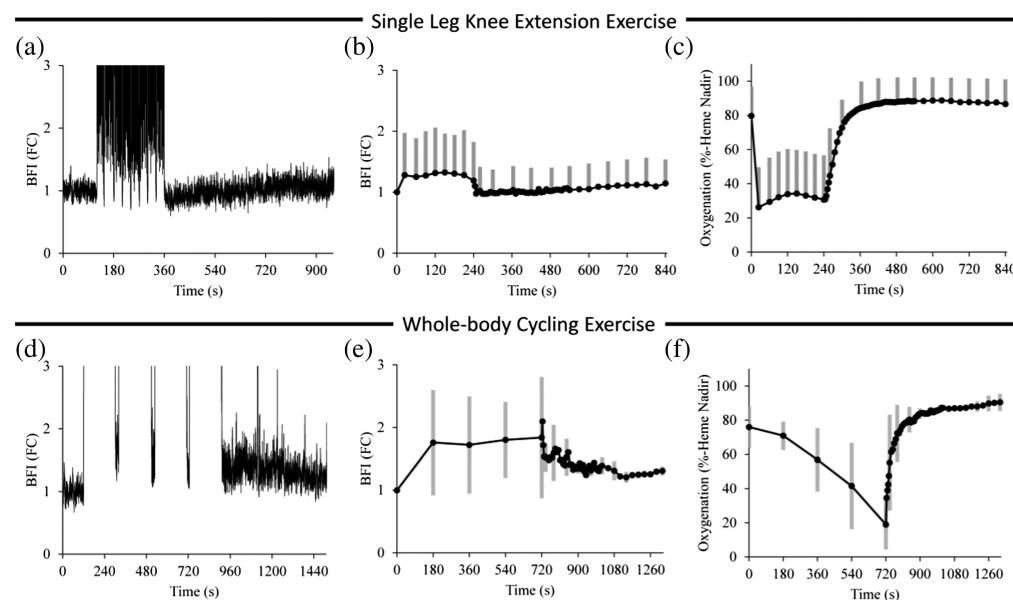 Single Leg Knee Extension Exercise
(a)
(b)
(c)
3
2
1
0
BFI (FC)
0 180 360 540 720 900
Time (s)
3
2
1
0
BFI (FC)
0 120 240 360 480 600 720 840
Time (s)
100
80
60
40
20
0
Oxygenation (%-Heme Nadir)
0 120 240 360 480 600 720 840
Time (s)
Whole-body Cycling Exercise
(d)
(e)
(f)
3
2
1
0
BFI (FC)
0 240 480 720 960 1200 1440
Time (s)
3
2
1
0
BFI (FC)
0 180 360 540 720 900 1080 1260
Time (s)
100
80
60
40
20
0
Oxygenation (%-Heme Nadir)
0 180 360 540 720 900 1080 1260
Time (s)